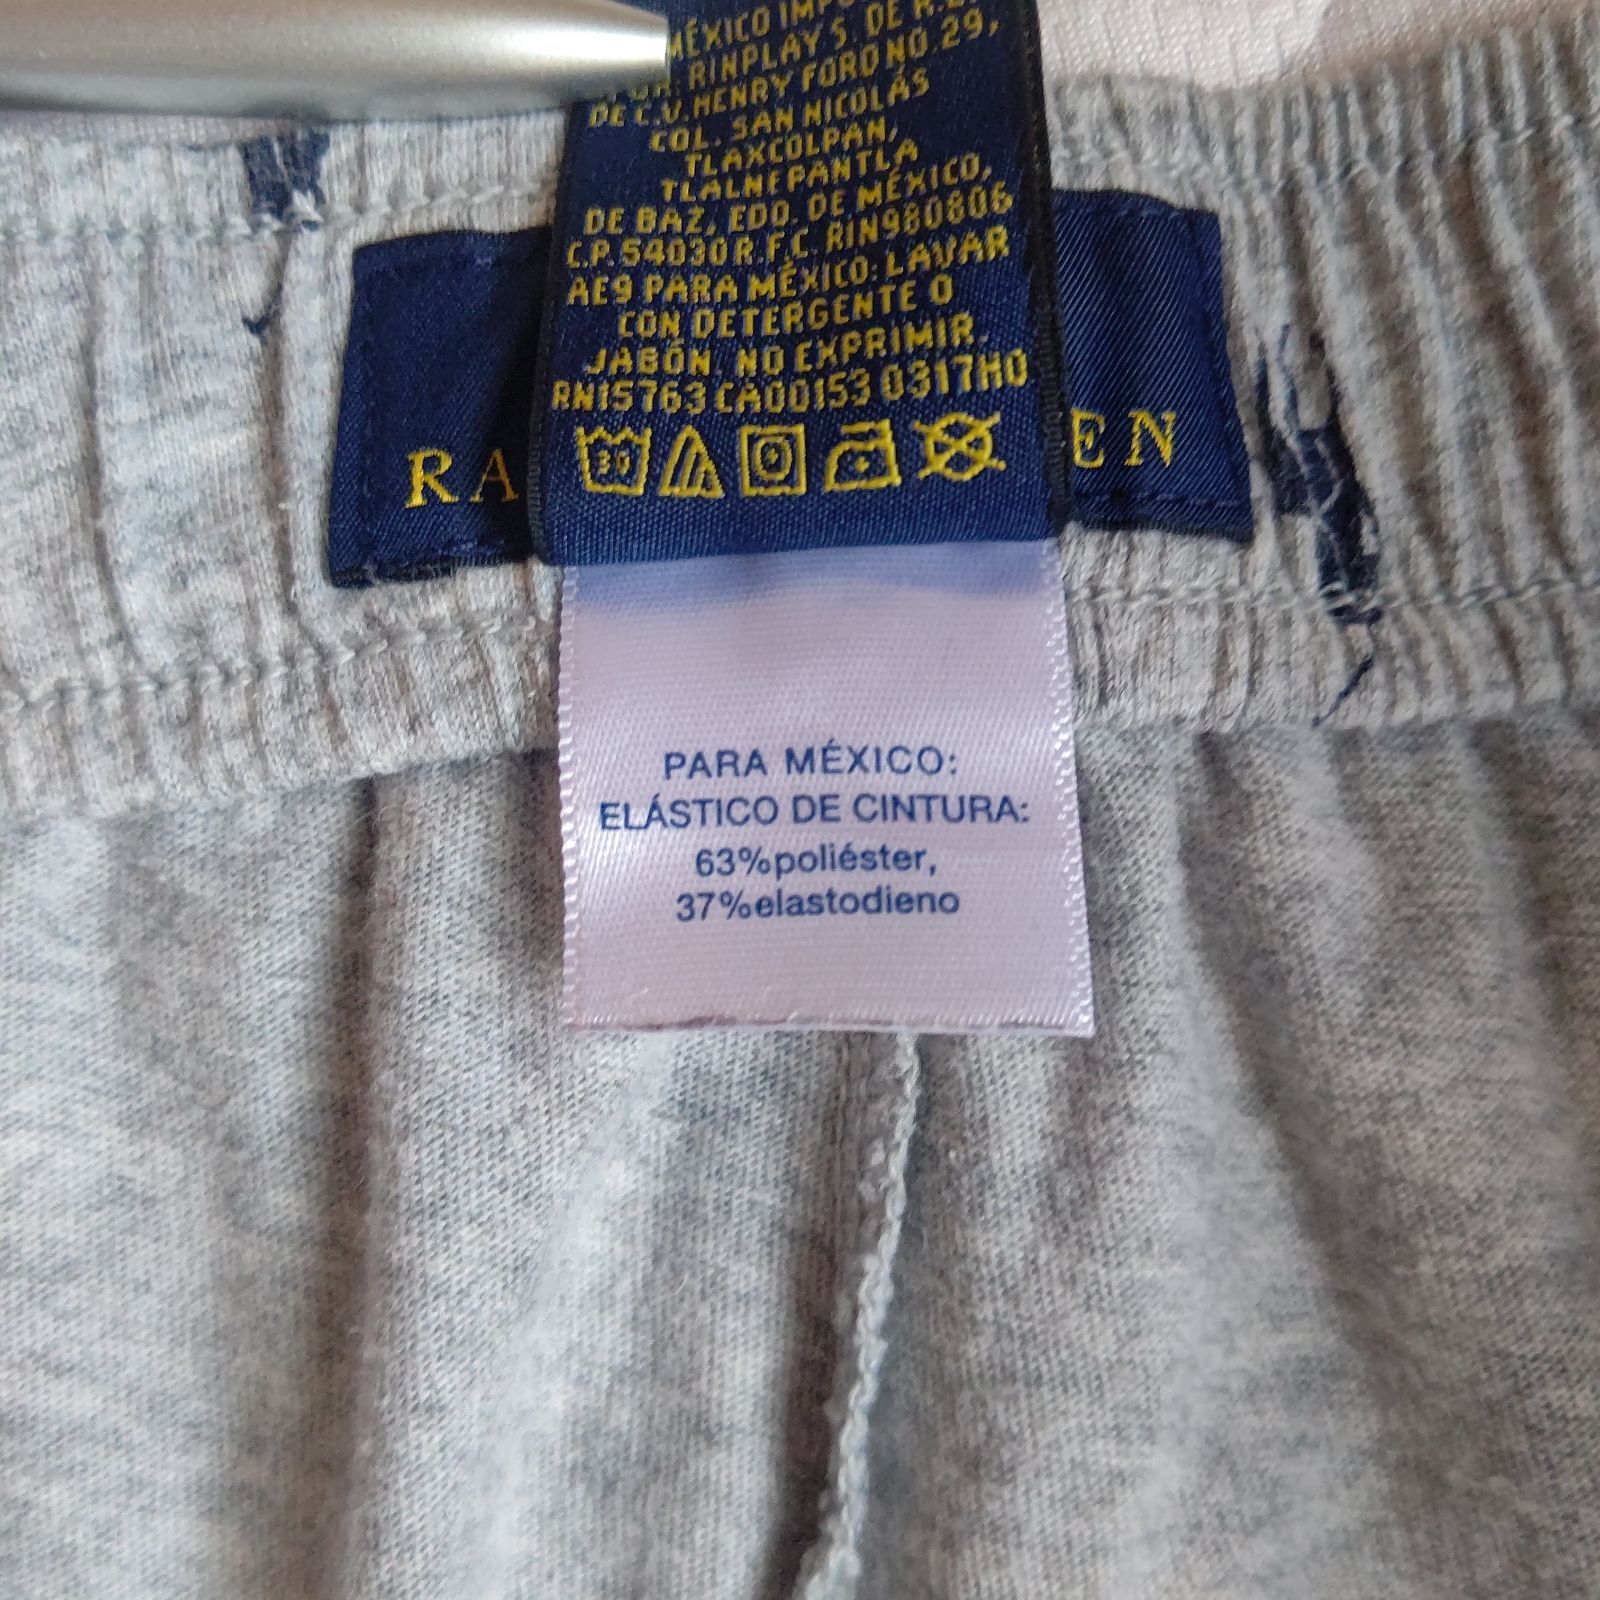 MÉXICO
RINPLAY S. DE R.L.
DE C.V. HENRY FORD NO. 29,
COL. SAN NICOLÁS
TLAXCOLPAN,
TLALNEPANTLA
DE BAZ, EDO. DE MÉXICO,
C.P. 54030 R.F.C. RIN980806
AE9 PARA MÉXICO: LAVAR
CON DETERGENTE O
JABÓN. NO EXPRIMIR.
RN15763 CA00153 0317H0
30
RA EN
PARA MÉXICO:
ELÁSTICO DE CINTURA:
63%poliéster,
37%elastodieno